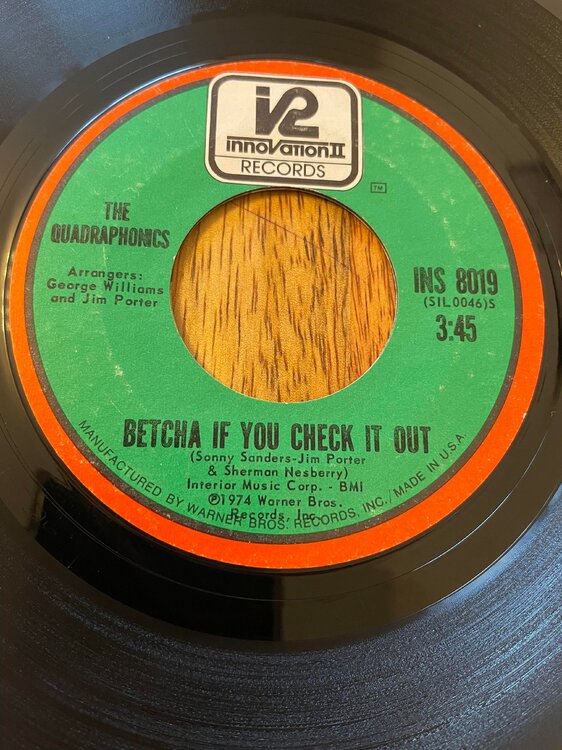 i2
innovation II
RECORDS
TM
THE
QUADRAPHONICS
Arrangers:
George Williams
and Jim Porter
INS 8019
(SIL0046)S
3:45
BETCHA IF YOU CHECK IT OUT
(Sonny Sanders-Jim Porter
& Sherman Nesberry)
Interior Music Corp. - BMI
℗1974 Warner Bros.
Records, Inc.
MANUFACTURED BY WARNER BROS. RECORDS, INC./MADE IN U.S.A.